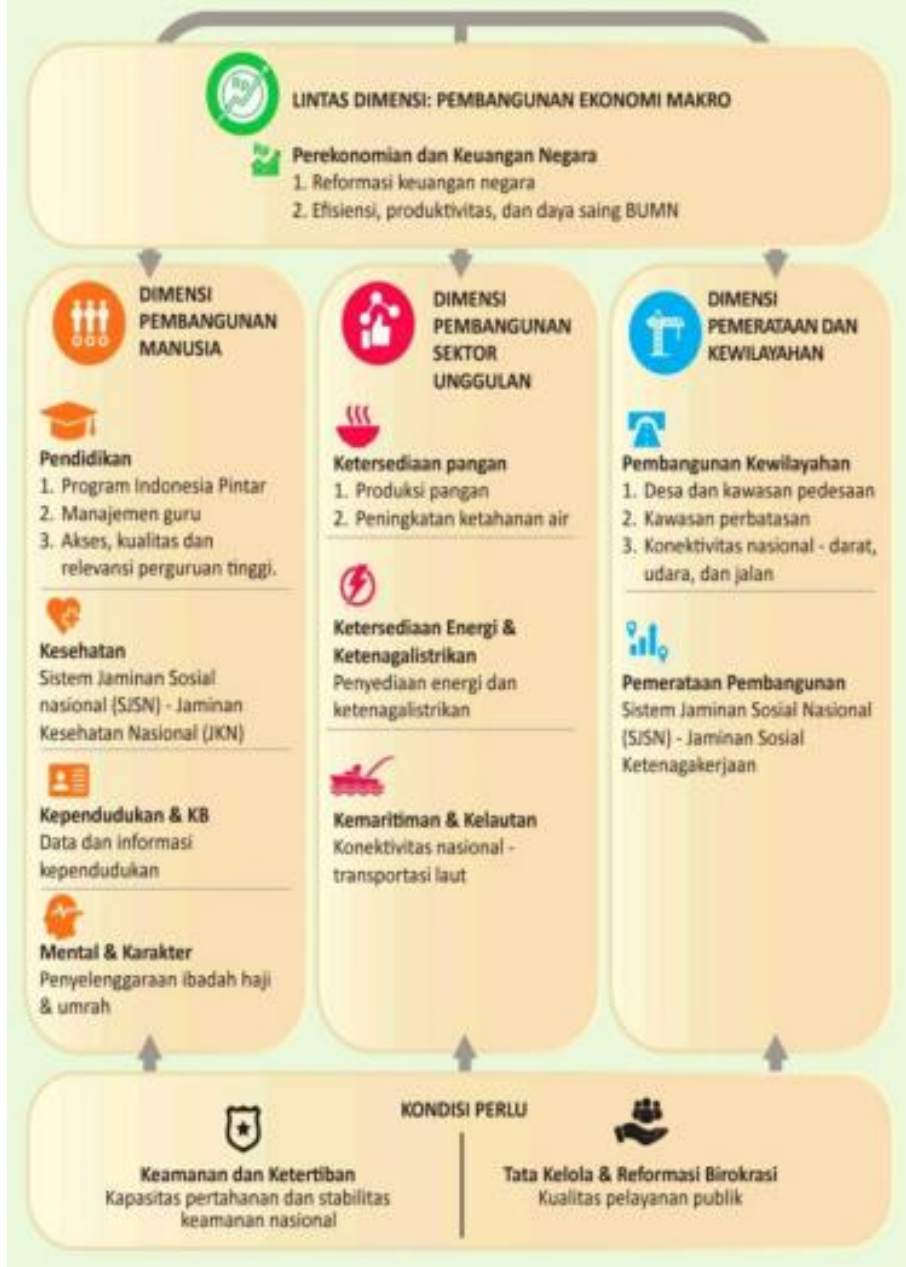 Rp
LINTAS DIMENSI: PEMBANGUNAN EKONOMI MAKRO
Rp
Perekonomian dan Keuangan Negara
1. Reformasi keuangan negara
2. Efisiensi, produktivitas, dan daya saing BUMN
DIMENSI
PEMBANGUNAN
MANUSIA
Pendidikan
1. Program Indonesia Pintar
2. Manajemen guru
3. Akses, kualitas dan
relevansi perguruan tinggi.
Kesehatan
Sistem Jaminan Sosial
nasional (SJSN) - Jaminan
Kesehatan Nasional (JKN)
Kependudukan & KB
Data dan informasi
kependudukan
Mental & Karakter
Penyelenggaraan ibadah haji
& umrah
DIMENSI
PEMBANGUNAN
SEKTOR
UNGGULAN
Ketersediaan pangan
1. Produksi pangan
2. Peningkatan ketahanan air
Ketersediaan Energi &
Ketenagalistrikan
Penyediaan energi dan
ketenagalistrikan
Kemaritiman & Kelautan
Konektivitas nasional -
transportasi laut
DIMENSI
PEMERATAAN DAN
KEWILAYAHAN
Pembangunan Kewilayahan
1. Desa dan kawasan pedesaan
2. Kawasan perbatasan
3. Konektivitas nasional - darat,
udara, dan jalan
Pemerataan Pembangunan
Sistem Jaminan Sosial Nasional
(SJSN) - Jaminan Sosial
Ketenagakerjaan
KONDISI PERLU
Keamanan dan Ketertiban
Kapasitas pertahanan dan stabilitas
keamanan nasional
Tata Kelola & Reformasi Birokrasi
Kualitas pelayanan publik